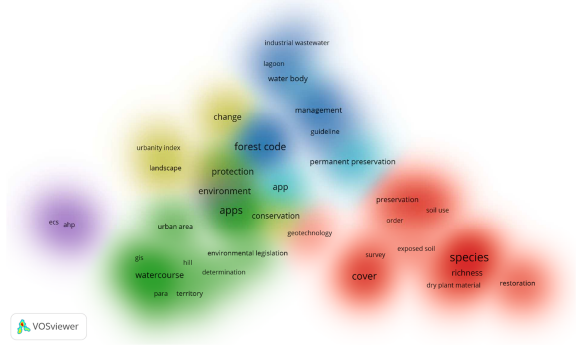 industrial wastewater
lagoon
water body
management
change
guideline
forest code
urbanity index
permanent preservation
landscape
protection
environment
app
preservation
apps
conservation
soil use
order
ecs
ahp
urban area
geotechnology
exposed soil
environmental legislation
survey
gis
species
hill
determination
watercourse
cover
richness
dry plant material
restoration
para
territory
VOSviewer